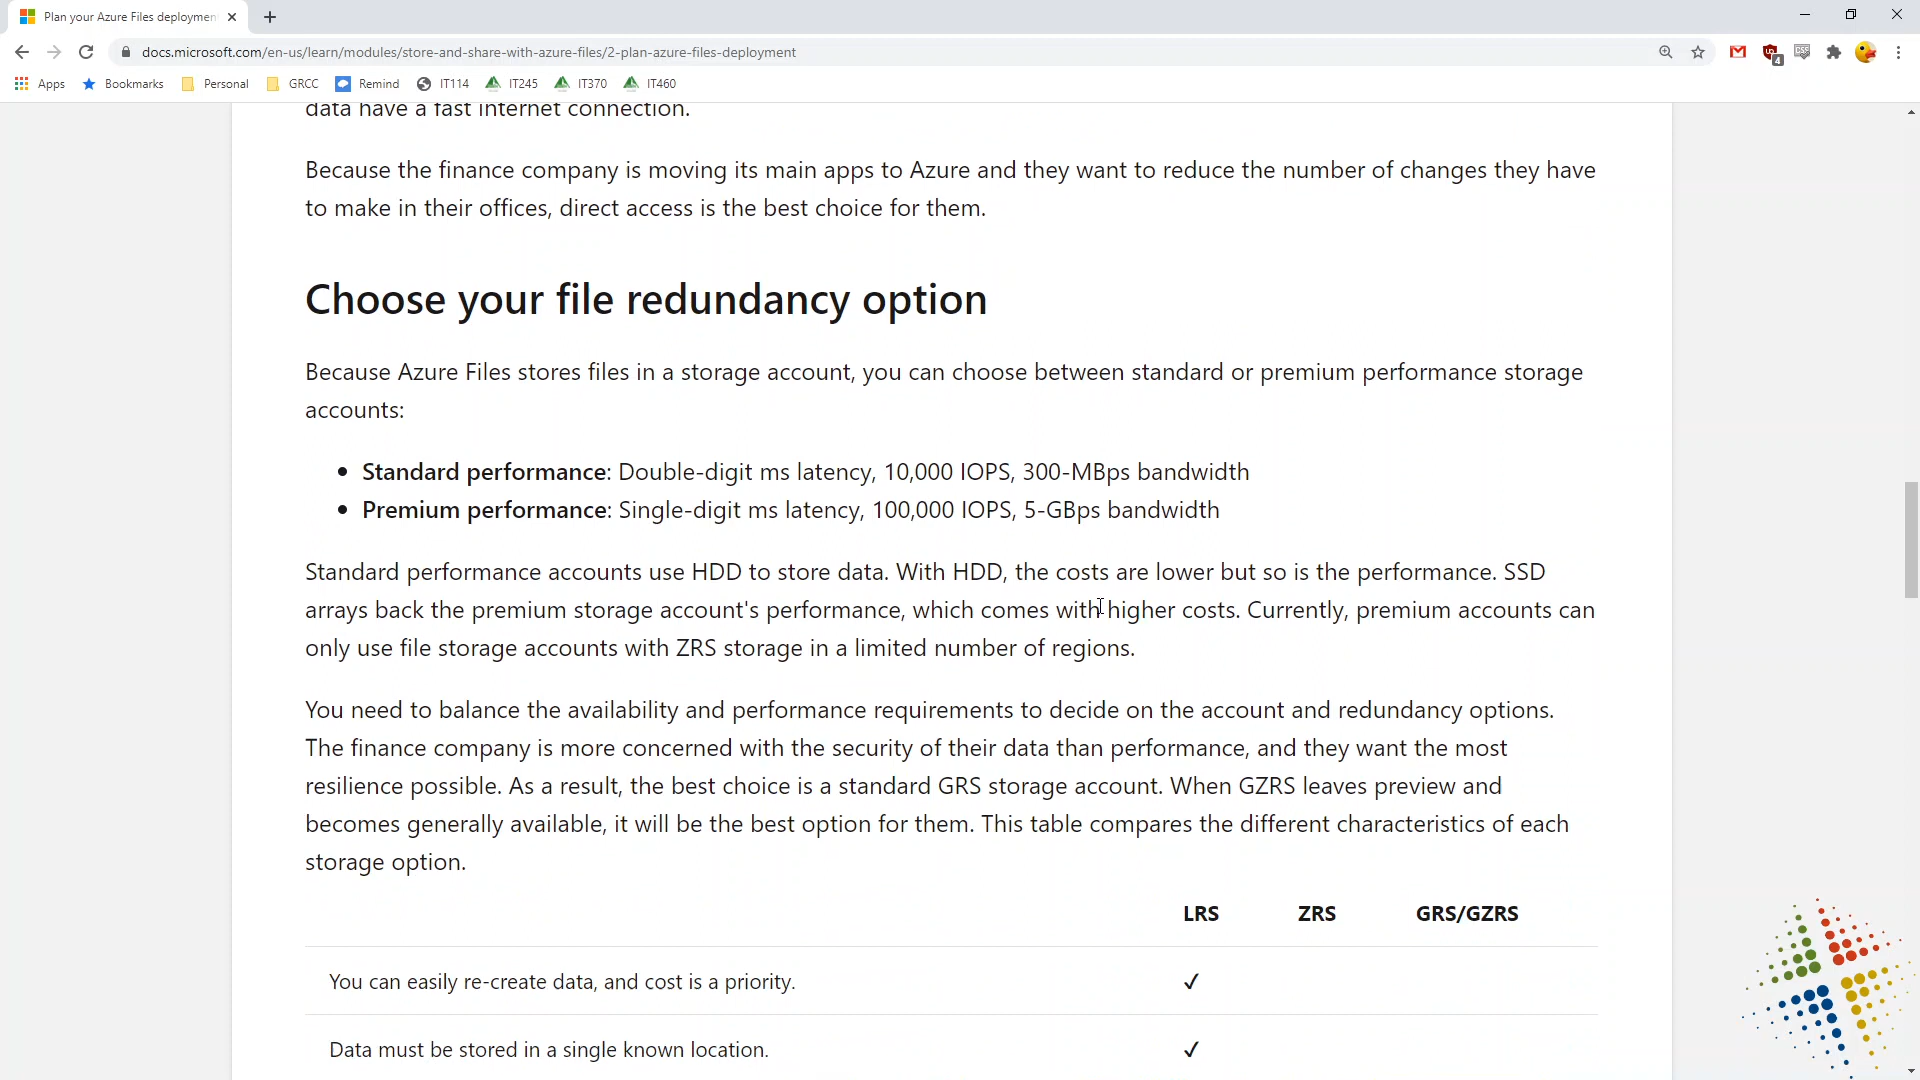 Plan your Azure Files deploymen
docs.microsoft.com/en-us/learn/modules/store-and-share-with-azure-files/2-plan-azure-files-deployment
4
Apps Bookmarks Personal GRCC Remind IT114 IT245 IT370 IT460
data have a fast internet connection.
Because the finance company is moving its main apps to Azure and they want to reduce the number of changes they have
to make in their offices, direct access is the best choice for them.
Choose your file redundancy option
Because Azure Files stores files in a storage account, you can choose between standard or premium performance storage
accounts:
• Standard performance: Double-digit ms latency, 10,000 IOPS, 300-MBps bandwidth
• Premium performance: Single-digit ms latency, 100,000 IOPS, 5-GBps bandwidth
Standard performance accounts use HDD to store data. With HDD, the costs are lower but so is the performance. SSD
arrays back the premium storage account's performance, which comes with higher costs. Currently, premium accounts can
only use file storage accounts with ZRS storage in a limited number of regions.
You need to balance the availability and performance requirements to decide on the account and redundancy options.
The finance company is more concerned with the security of their data than performance, and they want the most
resilience possible. As a result, the best choice is a standard GRS storage account. When GZRS leaves preview and
becomes generally available, it will be the best option for them. This table compares the different characteristics of each
storage option.
LRS ZRS GRS/GZRS
You can easily re-create data, and cost is a priority. ✓
Data must be stored in a single known location. ✓